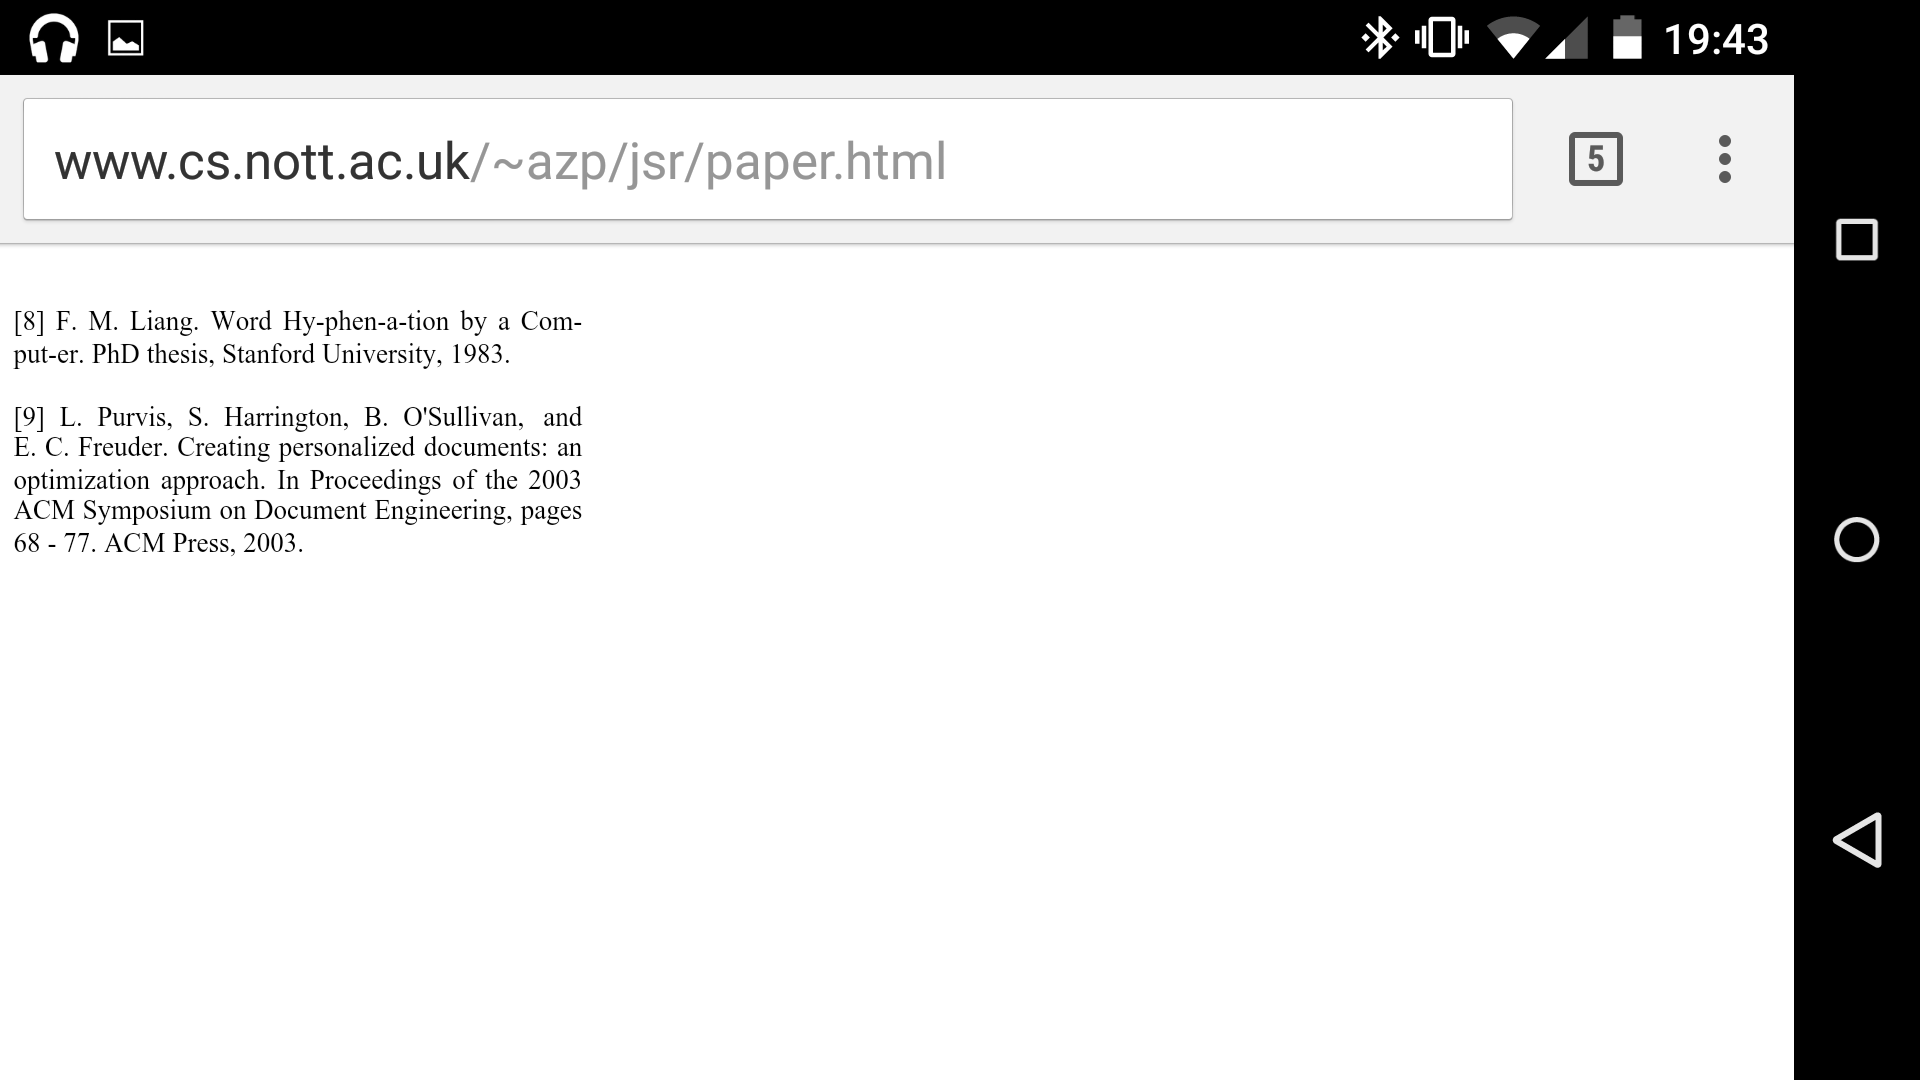 19:43
www.cs.nott.ac.uk/~azp/jsr/paper.html
5
[8] F. M. Liang. Word Hy-phen-a-tion by a Com-
put-er. PhD thesis, Stanford University, 1983.
[9] L. Purvis, S. Harrington, B. O'Sullivan, and
E. C. Freuder. Creating personalized documents: an
optimization approach. In Proceedings of the 2003
ACM Symposium on Document Engineering, pages
68 - 77. ACM Press, 2003.